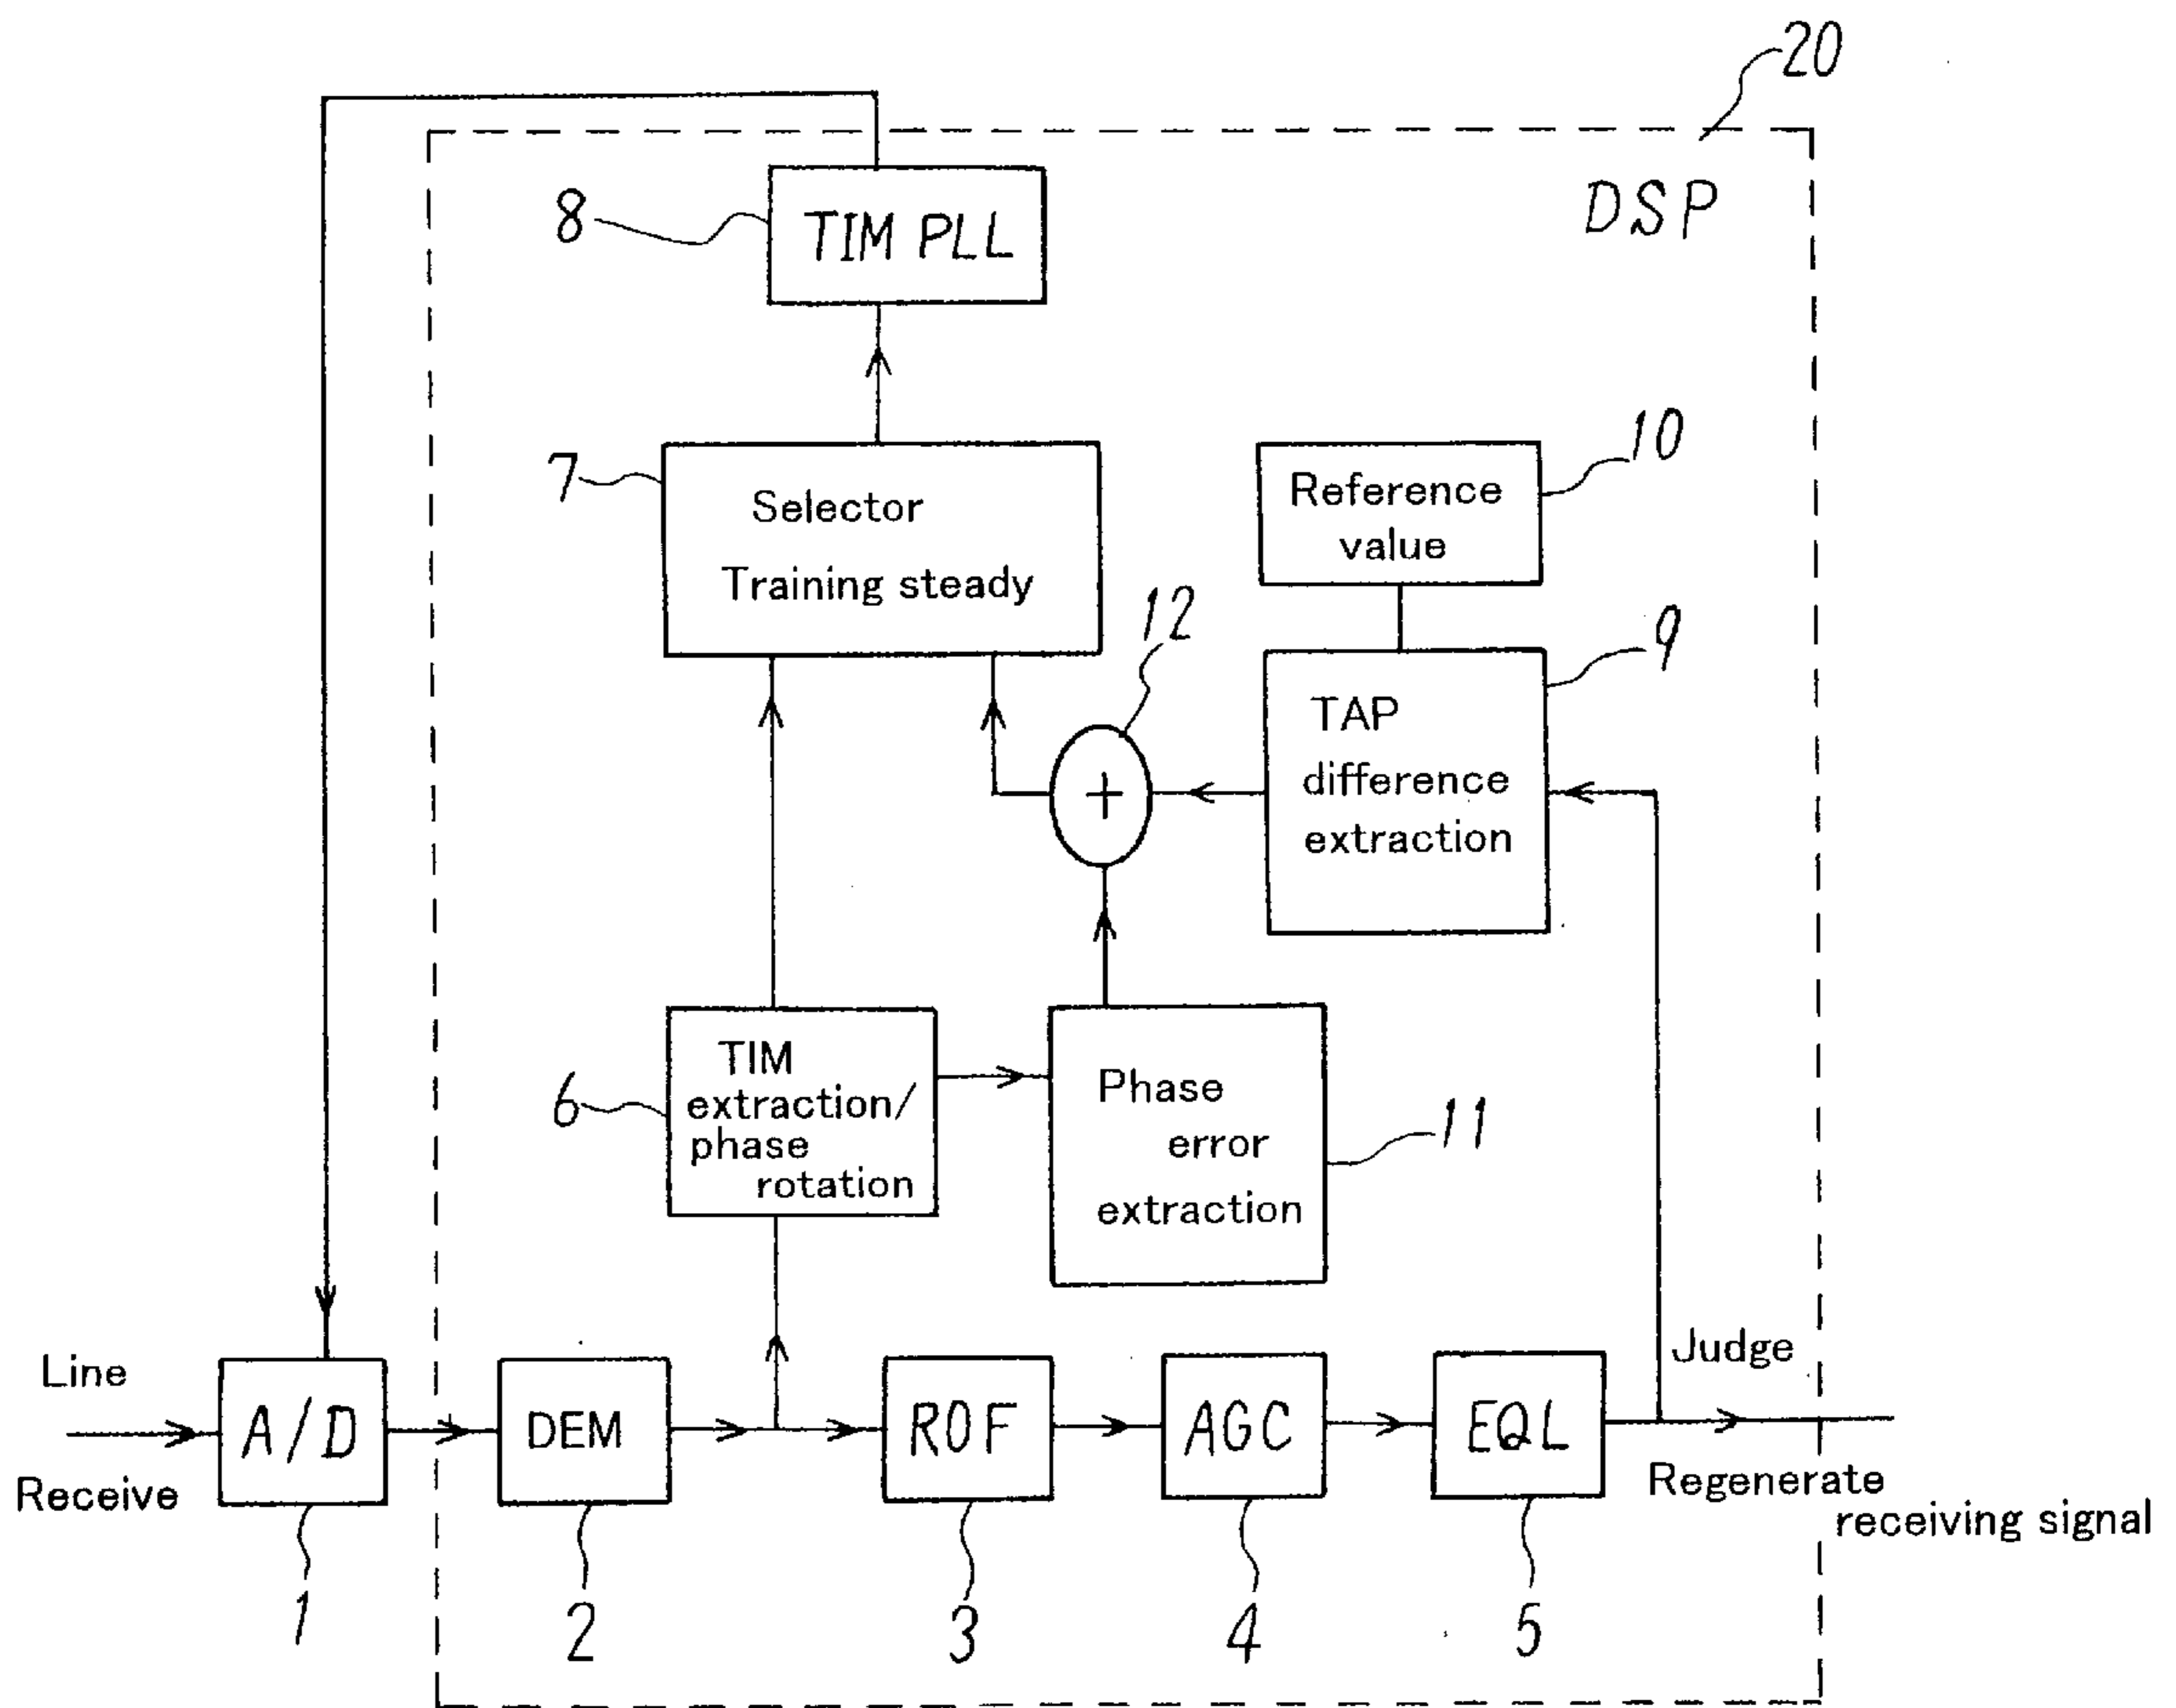 20
DSP
8
TIM PLL
7
Selector
Training steady
10
Reference
value
12
9
TAP
difference
extraction
+
6
TIM
extraction/
phase
rotation
Phase
error
extraction
11
Line
Receive
A/D
DEM
ROF
AGC
EQL
Judge
Regenerate
receiving signal
1
2
3
4
5